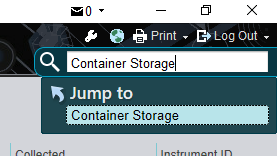 0
Print Log Out
Container Storage
Jump to
Container Storage
Collected Instrument ID